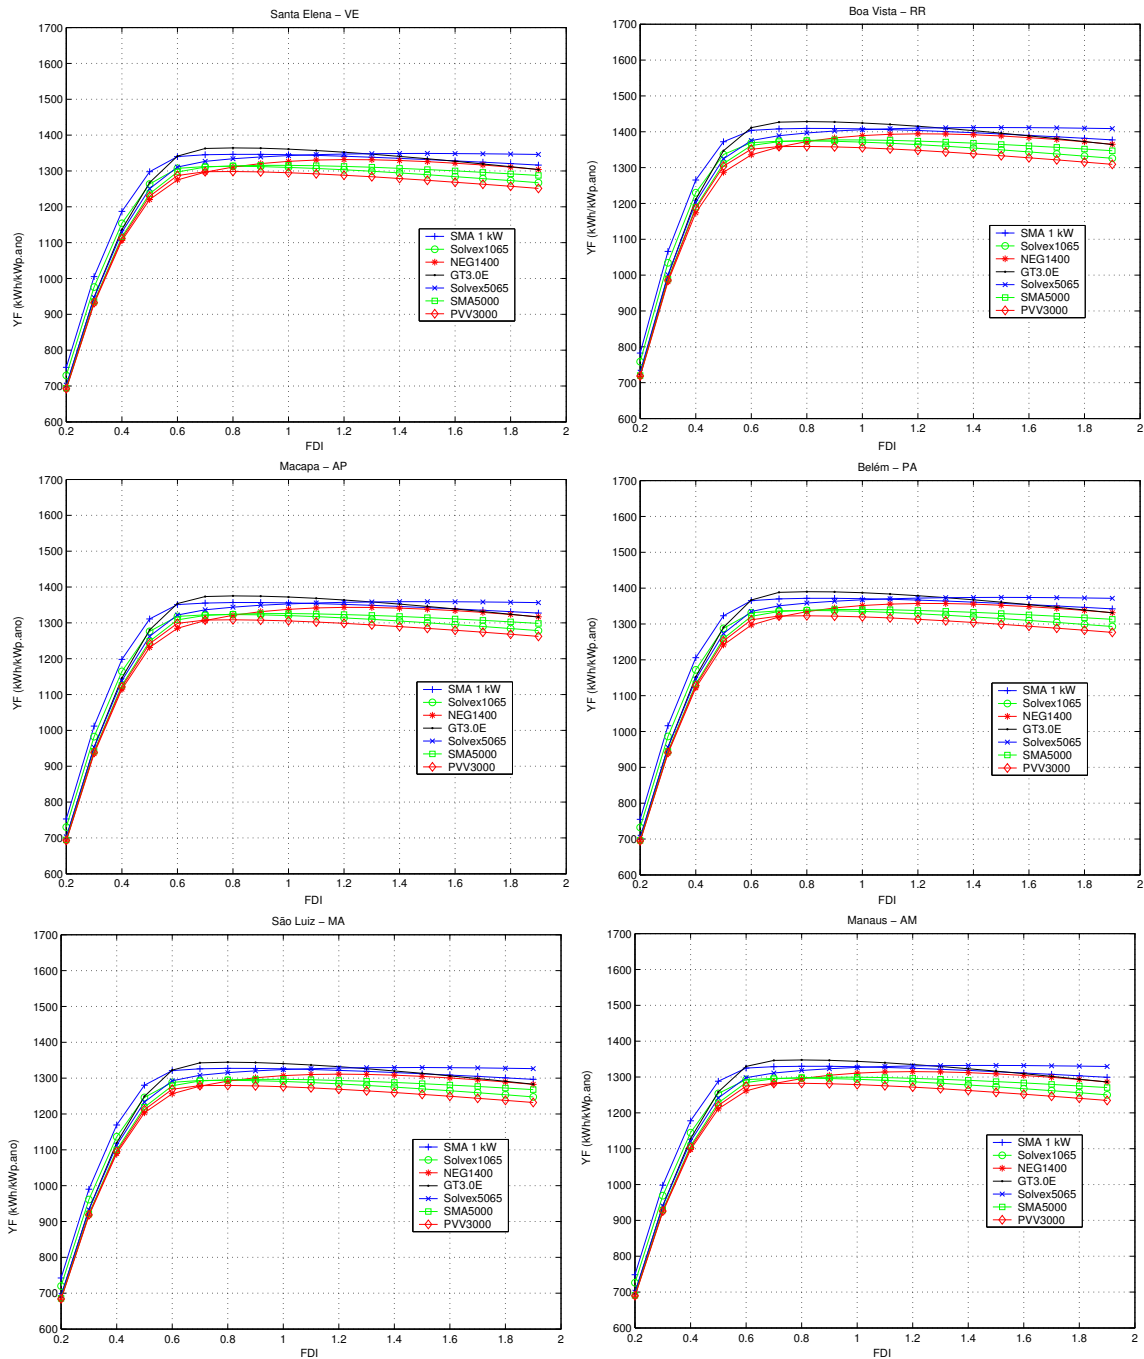 Santa Elena − VE
1700
1600
1500
1400
1300
1200
1100
1000
900
800
700
600
YF (kWh/kWp.ano)
0.2 0.4 0.6 0.8 1 1.2 1.4 1.6 1.8 2
FDI
SMA 1 kW
Solvex1065
NEG1400
GT3.0E
Solvex5065
SMA5000
PVV3000
Boa Vista − RR
1700
1600
1500
1400
1300
1200
1100
1000
900
800
700
600
YF (kWh/kWp.ano)
0.2 0.4 0.6 0.8 1 1.2 1.4 1.6 1.8 2
FDI
SMA 1 kW
Solvex1065
NEG1400
GT3.0E
Solvex5065
SMA5000
PVV3000
Macapa − AP
1700
1600
1500
1400
1300
1200
1100
1000
900
800
700
600
YF (kWh/kWp.ano)
0.2 0.4 0.6 0.8 1 1.2 1.4 1.6 1.8 2
FDI
SMA 1 kW
Solvex1065
NEG1400
GT3.0E
Solvex5065
SMA5000
PVV3000
Belém − PA
1700
1600
1500
1400
1300
1200
1100
1000
900
800
700
600
YF (kWh/kWp.ano)
0.2 0.4 0.6 0.8 1 1.2 1.4 1.6 1.8 2
FDI
SMA 1 kW
Solvex1065
NEG1400
GT3.0E
Solvex5065
SMA5000
PVV3000
São Luiz − MA
1700
1600
1500
1400
1300
1200
1100
1000
900
800
700
600
YF (kWh/kWp.ano)
0.2 0.4 0.6 0.8 1 1.2 1.4 1.6 1.8 2
FDI
SMA 1 kW
Solvex1065
NEG1400
GT3.0E
Solvex5065
SMA5000
PVV3000
Manaus − AM
1700
1600
1500
1400
1300
1200
1100
1000
900
800
700
600
YF (kWh/kWp.ano)
0.2 0.4 0.6 0.8 1 1.2 1.4 1.6 1.8 2
FDI
SMA 1 kW
Solvex1065
NEG1400
GT3.0E
Solvex5065
SMA5000
PVV3000